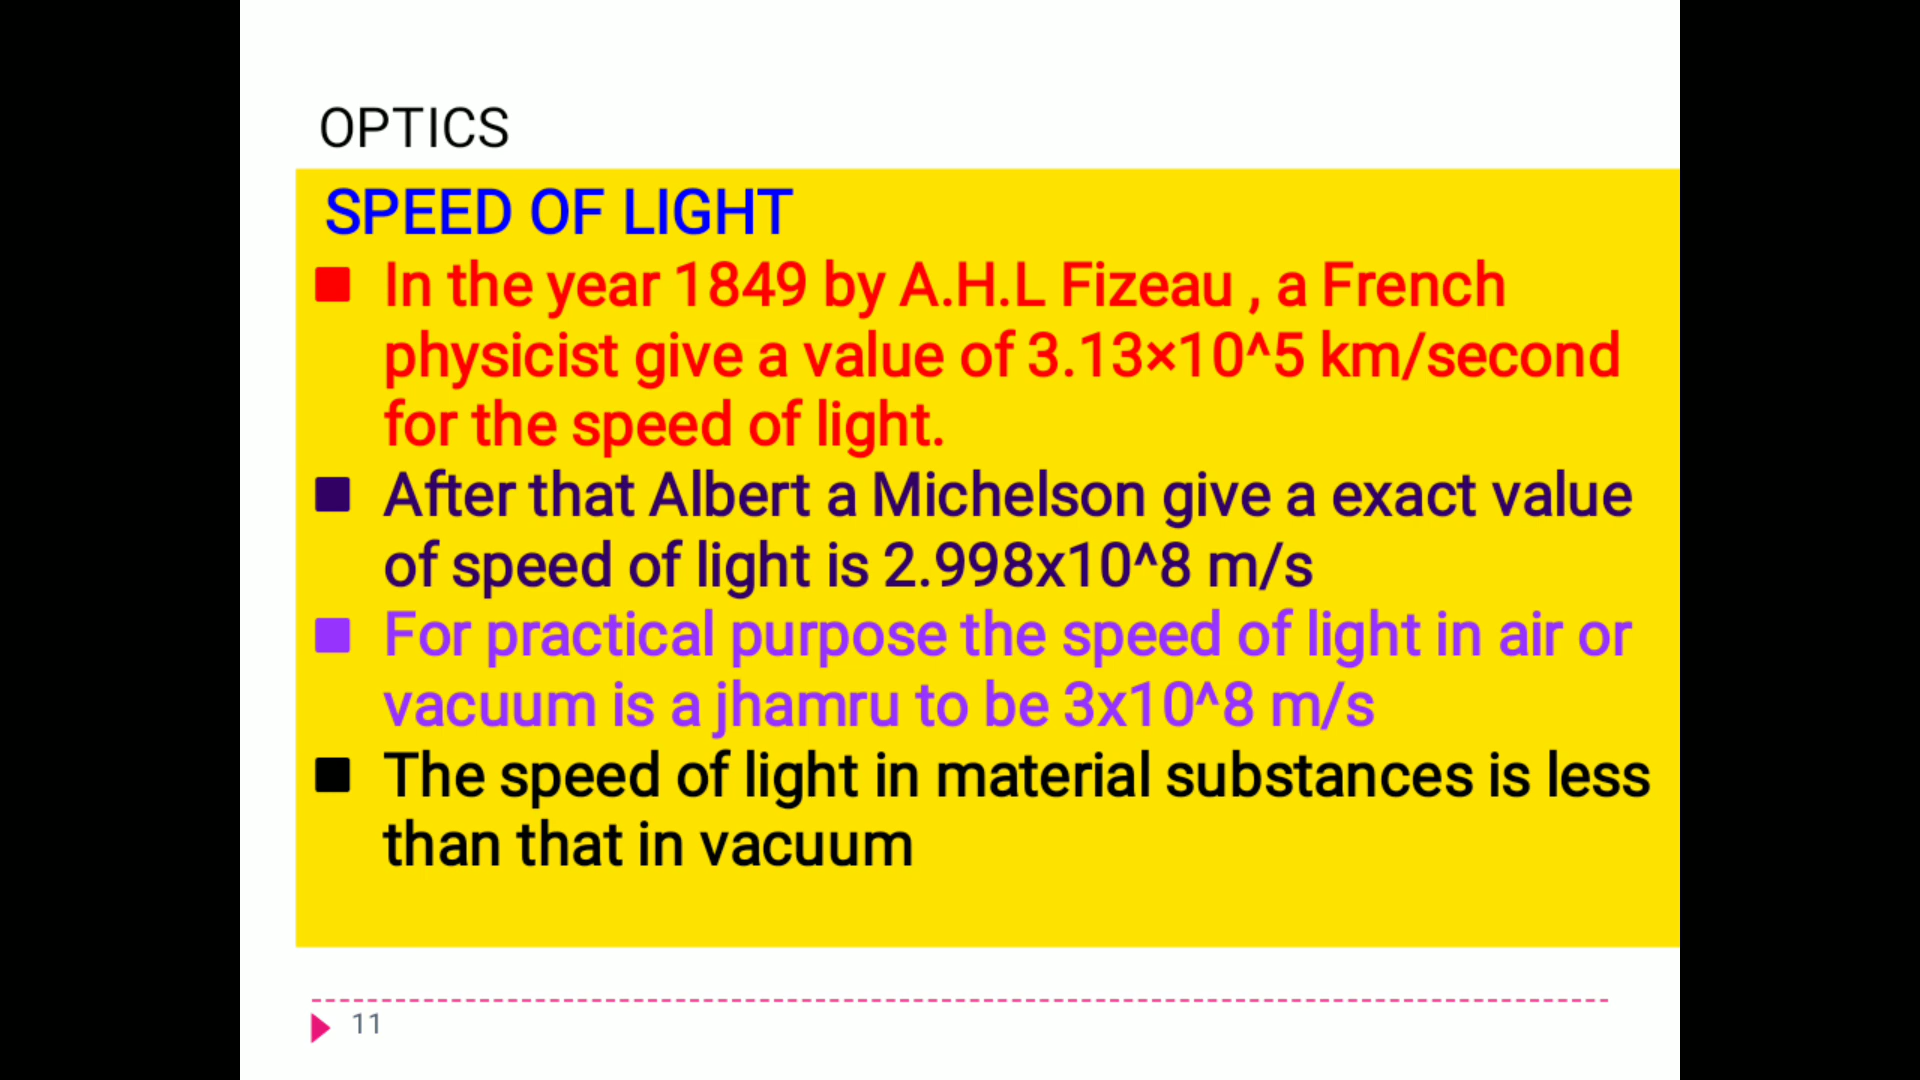 OPTICS
SPEED OF LIGHT
In the year 1849 by A.H.L Fizeau , a French
physicist give a value of 3.13×10^5 km/second
for the speed of light.
After that Albert a Michelson give a exact value
of speed of light is 2.998x10^8 m/s
For practical purpose the speed of light in air or
vacuum is a jhamru to be 3x10^8 m/s
The speed of light in material substances is less
than that in vacuum
11